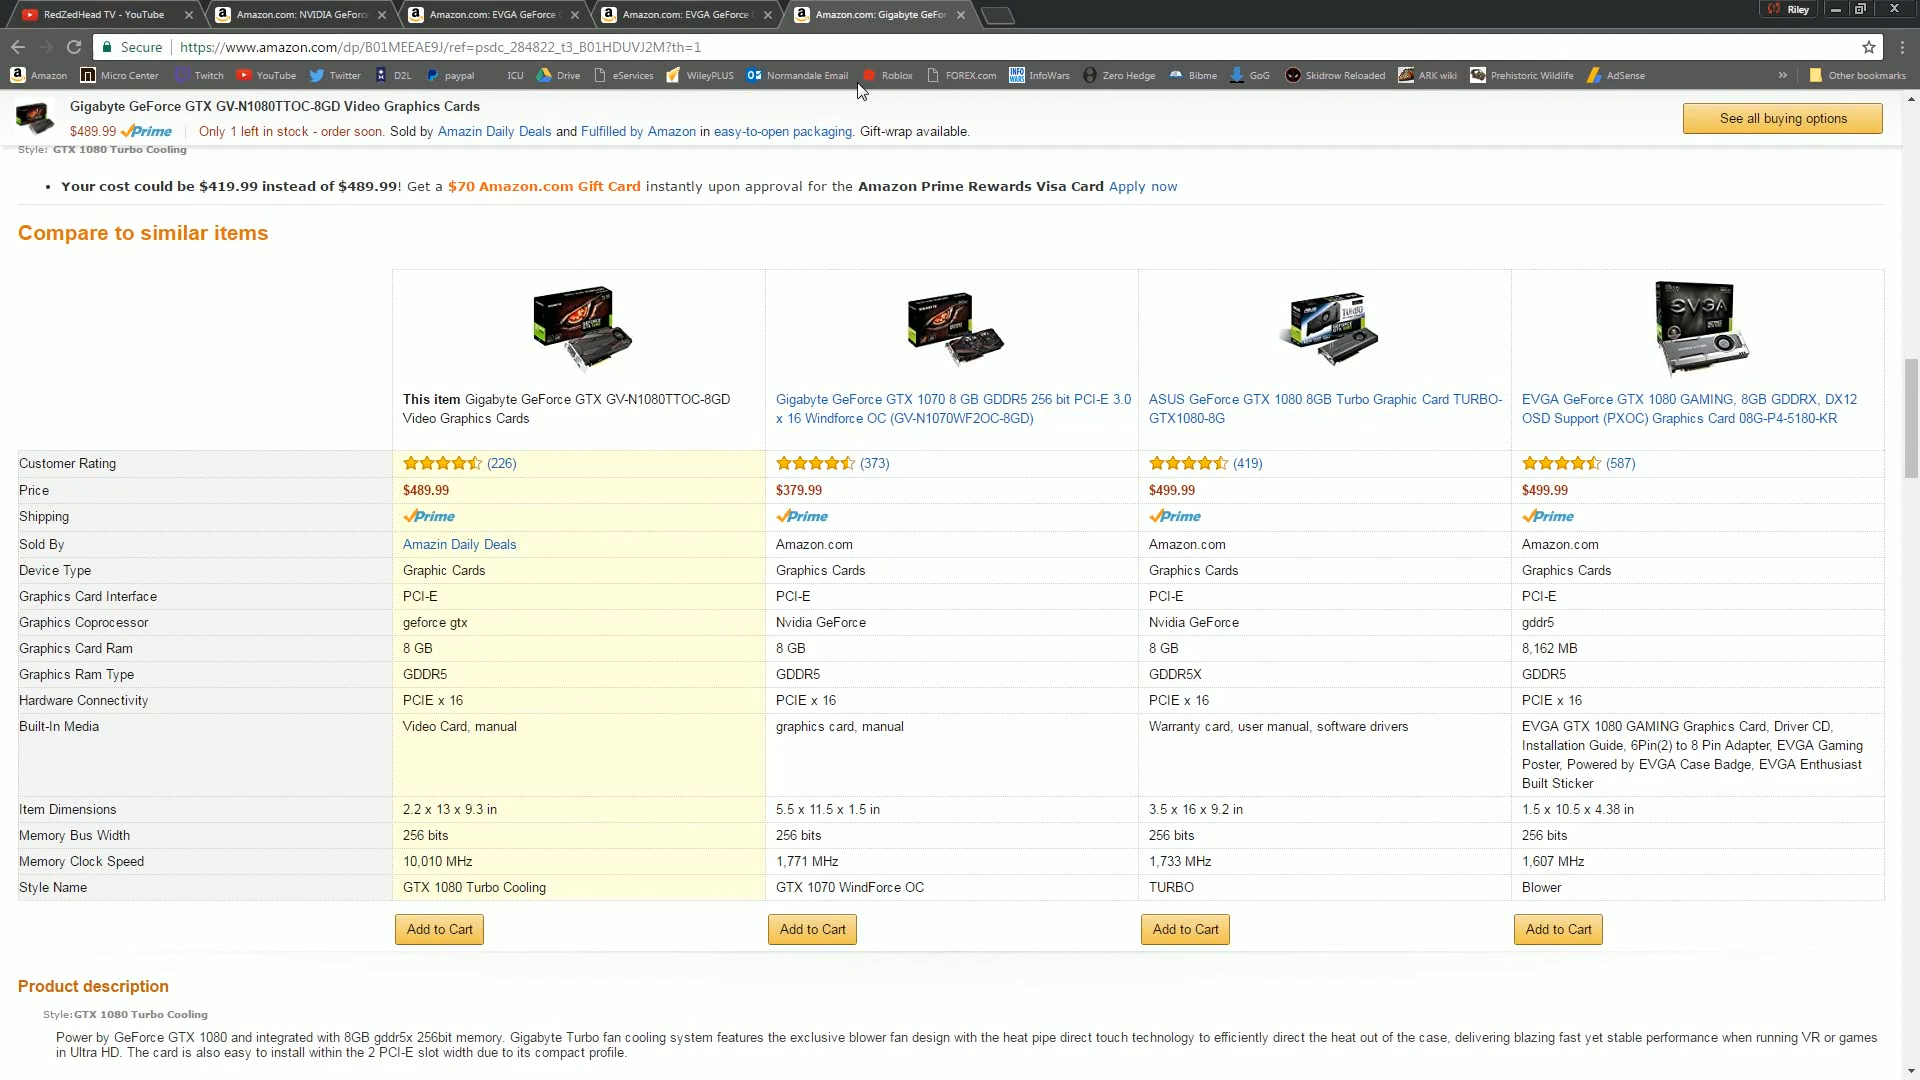 RedZedHead TV - YouTube
Amazon.com: NVIDIA GeForc
Amazon.com: EVGA GeForce
Amazon.com: EVGA GeForce
Amazon.com: Gigabyte GeFo
Riley
Secure
https://www.amazon.com/dp/B01MEEAE9J/ref=psdc_284822_t3_B01HDUVJ2M?th=1
Amazon Micro Center Twitch YouTube Twitter D2L paypal ICU Drive eServices WileyPLUS Normandale Email Roblox FOREX.com InfoWars Zero Hedge Bibme GoG Skidrow Reloaded ARK wiki Prehistoric Wildlife AdSense » Other bookmarks
Gigabyte GeForce GTX GV-N1080TTOC-8GD Video Graphics Cards
$489.99 Prime Only 1 left in stock - order soon. Sold by Amazin Daily Deals and Fulfilled by Amazon in easy-to-open packaging. Gift-wrap available.
See all buying options
Style: GTX 1080 Turbo Cooling
• Your cost could be $419.99 instead of $489.99! Get a $70 Amazon.com Gift Card instantly upon approval for the Amazon Prime Rewards Visa Card Apply now
Compare to similar items
This item Gigabyte GeForce GTX GV-N1080TTOC-8GD
Video Graphics Cards
Gigabyte GeForce GTX 1070 8 GB GDDR5 256 bit PCI-E 3.0
x 16 Windforce OC (GV-N1070WF2OC-8GD)
ASUS GeForce GTX 1080 8GB Turbo Graphic Card TURBO-
GTX1080-8G
EVGA GeForce GTX 1080 GAMING, 8GB GDDRX, DX12
OSD Support (PXOC) Graphics Card 08G-P4-5180-KR
Customer Rating (226) (373) (419) (587)
Price $489.99 $379.99 $499.99 $499.99
Shipping Prime Prime Prime Prime
Sold By Amazin Daily Deals Amazon.com Amazon.com Amazon.com
Device Type Graphic Cards Graphics Cards Graphics Cards Graphics Cards
Graphics Card Interface PCI-E PCI-E PCI-E PCI-E
Graphics Coprocessor geforce gtx Nvidia GeForce Nvidia GeForce gddr5
Graphics Card Ram 8 GB 8 GB 8 GB 8,162 MB
Graphics Ram Type GDDR5 GDDR5 GDDR5X GDDR5
Hardware Connectivity PCIE x 16 PCIE x 16 PCIE x 16 PCIE x 16
Built-In Media Video Card, manual graphics card, manual Warranty card, user manual, software drivers EVGA GTX 1080 GAMING Graphics Card, Driver CD,
Installation Guide, 6Pin(2) to 8 Pin Adapter, EVGA Gaming
Poster, Powered by EVGA Case Badge, EVGA Enthusiast
Built Sticker
Item Dimensions 2.2 x 13 x 9.3 in 5.5 x 11.5 x 1.5 in 3.5 x 16 x 9.2 in 1.5 x 10.5 x 4.38 in
Memory Bus Width 256 bits 256 bits 256 bits 256 bits
Memory Clock Speed 10,010 MHz 1,771 MHz 1,733 MHz 1,607 MHz
Style Name GTX 1080 Turbo Cooling GTX 1070 WindForce OC TURBO Blower
Add to Cart Add to Cart Add to Cart Add to Cart
Product description
Style:GTX 1080 Turbo Cooling
Power by GeForce GTX 1080 and integrated with 8GB gddr5x 256bit memory. Gigabyte Turbo fan cooling system features the exclusive blower fan design with the heat pipe direct touch technology to efficiently direct the heat out of the case, delivering blazing fast yet stable performance when running VR or games
in Ultra HD. The card is also easy to install within the 2 PCI-E slot width due to its compact profile.